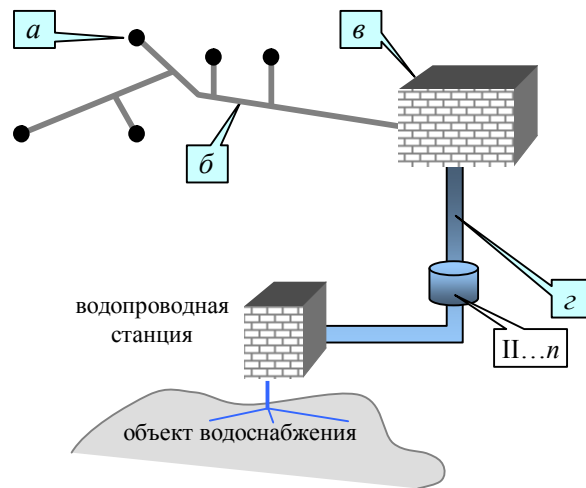 а
в
б
г
водопроводная
станция
II…n
объект водоснабжения